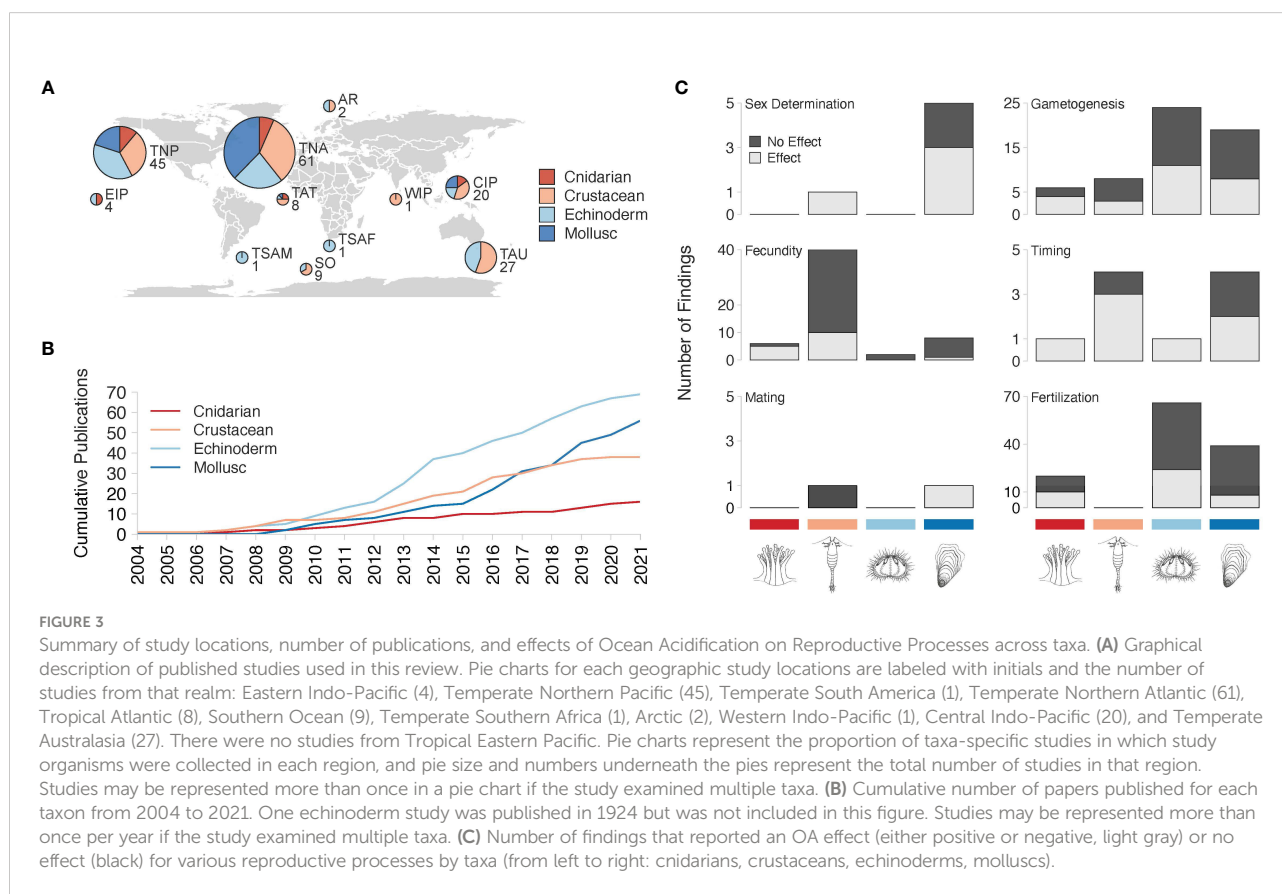 A
AR
2
TNP
45
TNA
61
EIP
4
TAT
8
WIP
1
CIP
20
TSAM
1
TSAF
1
SO
9
TAU
27
Cnidarian
Crustacean
Echinoderm
Mollusc
B
Cumulative Publications
70
60
50
40
30
20
10
0
Cnidarian
Crustacean
Echinoderm
Mollusc
2004
2005
2006
2007
2008
2009
2010
2011
2012
2013
2014
2015
2016
2017
2018
2019
2020
2021
C
Number of Findings
Sex Determination
5
3
1
0
No Effect
Effect
Gametogenesis
25
15
5
0
Fecundity
40
30
20
10
0
Timing
5
3
1
0
Mating
5
3
1
0
Fertilization
70
40
10
0
FIGURE 3
Summary of study locations, number of publications, and effects of Ocean Acidification on Reproductive Processes across taxa. (A) Graphical
description of published studies used in this review. Pie charts for each geographic study locations are labeled with initials and the number of
studies from that realm: Eastern Indo-Pacific (4), Temperate Northern Pacific (45), Temperate South America (1), Temperate Northern Atlantic (61),
Tropical Atlantic (8), Southern Ocean (9), Temperate Southern Africa (1), Arctic (2), Western Indo-Pacific (1), Central Indo-Pacific (20), and Temperate
Australasia (27). There were no studies from Tropical Eastern Pacific. Pie charts represent the proportion of taxa-specific studies in which study
organisms were collected in each region, and pie size and numbers underneath the pies represent the total number of studies in that region.
Studies may be represented more than once in a pie chart if the study examined multiple taxa. (B) Cumulative number of papers published for each
taxon from 2004 to 2021. One echinoderm study was published in 1924 but was not included in this figure. Studies may be represented more than
once per year if the study examined multiple taxa. (C) Number of findings that reported an OA effect (either positive or negative, light gray) or no
effect (black) for various reproductive processes by taxa (from left to right: cnidarians, crustaceans, echinoderms, molluscs).